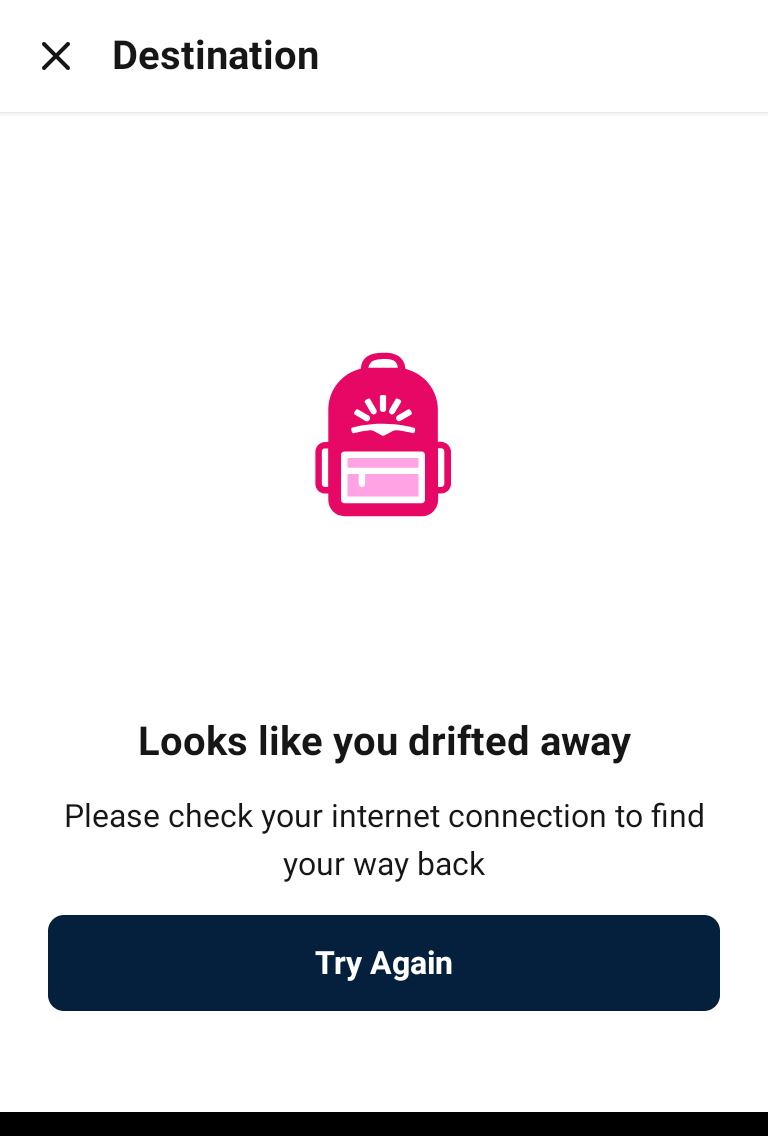 Destination
Looks like you drifted away
Please check your internet connection to find
your way back
Try Again